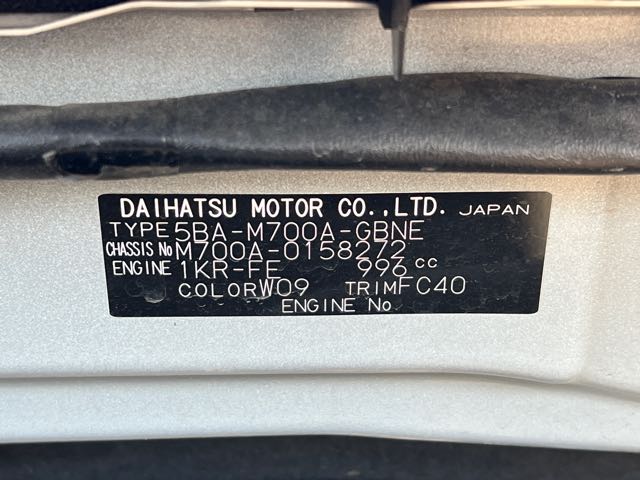 DAIHATSU MOTOR CO.,LTD. JAPAN
TYPE 5BA-M700A-GBNE
CHASSIS No M700A-0158272
ENGINE 1KR-FE 996 cc
COLOR W09 TRIM FC40
ENGINE No